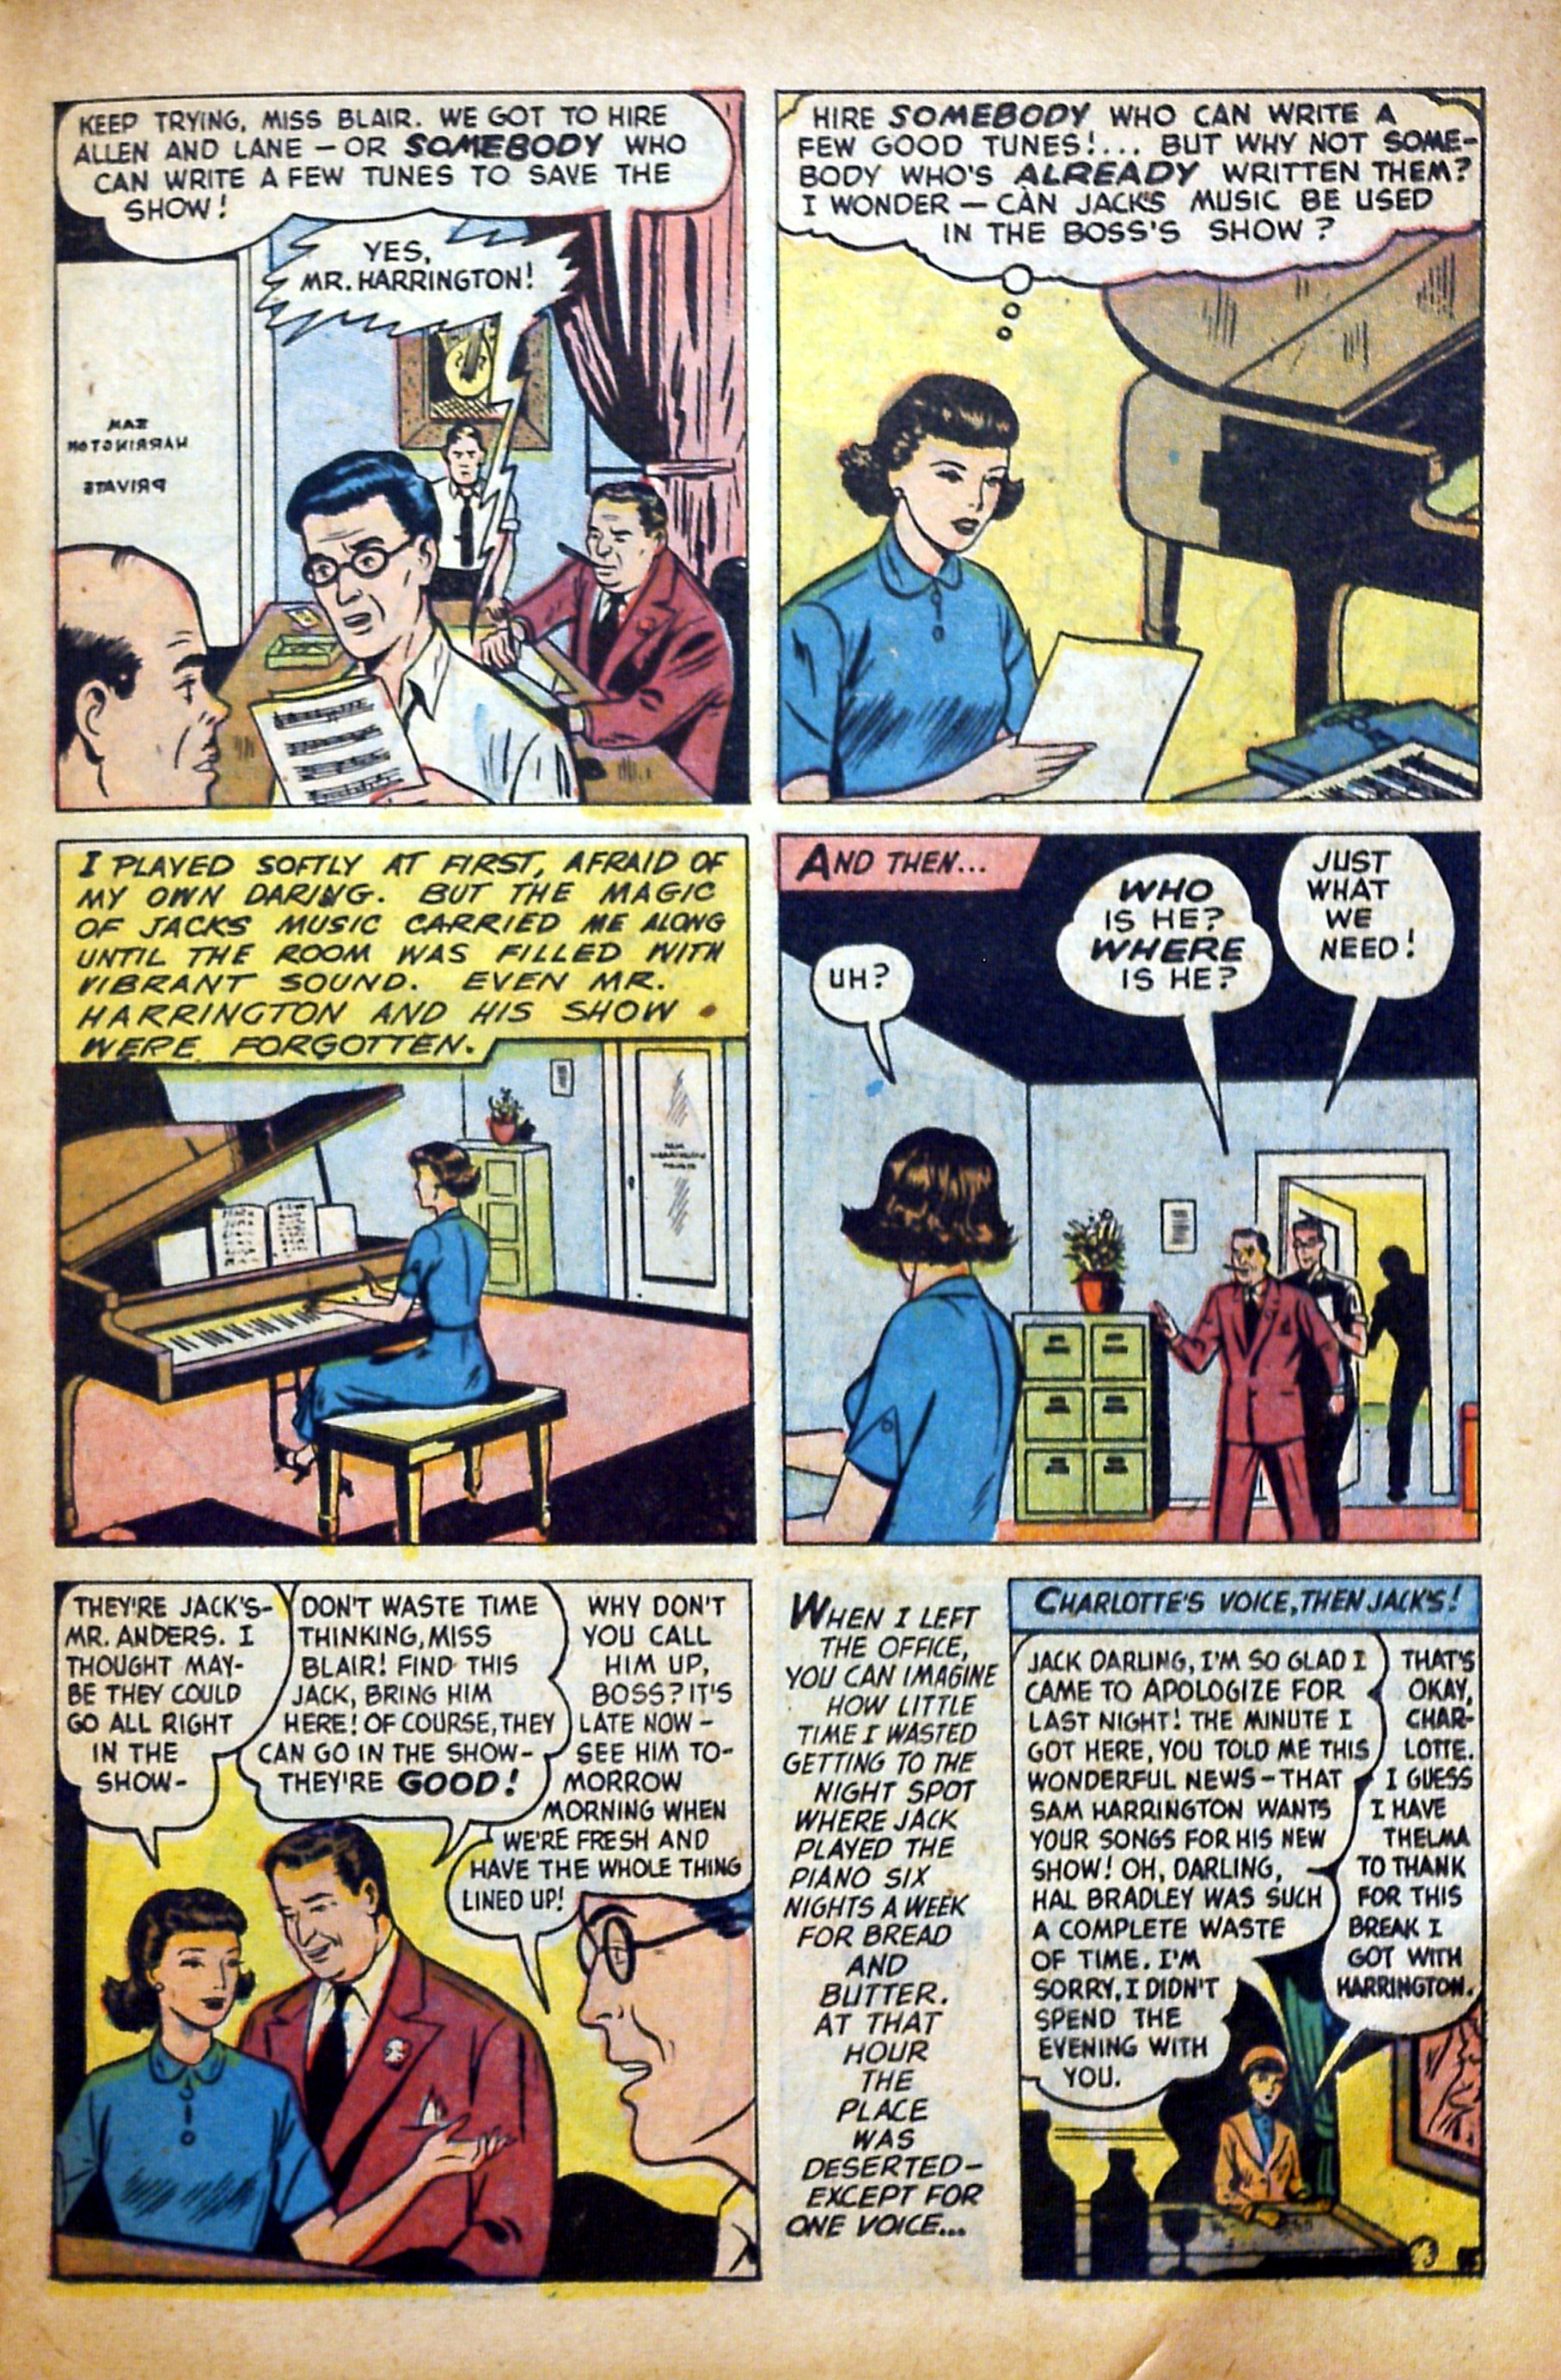 KEEP TRYING, MISS BLAIR. WE GOT TO HIRE
ALLEN AND LANE — OR SOMEBODY WHO
CAN WRITE A FEW TUNES TO SAVE THE
SHOW!
YES,
MR. HARRINGTON!
SAM
HARRINGTON
PRIVATE
HIRE SOMEBODY WHO CAN WRITE A
FEW GOOD TUNES!... BUT WHY NOT SOME-
BODY WHO'S ALREADY WRITTEN THEM?
I WONDER — CAN JACK'S MUSIC BE USED
IN THE BOSS'S SHOW?
I PLAYED SOFTLY AT FIRST, AFRAID OF
MY OWN DARING. BUT THE MAGIC
OF JACKS MUSIC CARRIED ME ALONG
UNTIL THE ROOM WAS FILLED WITH
VIBRANT SOUND. EVEN MR.
HARRINGTON AND HIS SHOW
WERE FORGOTTEN.
SAM
HARRINGTON
PRIVATE
AND THEN...
UH?
WHO
IS HE?
WHERE
IS HE?
JUST
WHAT
WE
NEED!
THEY'RE JACK'S-
MR. ANDERS. I
THOUGHT MAY-
BE THEY COULD
GO ALL RIGHT
IN THE
SHOW-
DON'T WASTE TIME
THINKING, MISS
BLAIR! FIND THIS
JACK, BRING HIM
HERE! OF COURSE, THEY
CAN GO IN THE SHOW-
THEY'RE GOOD!
WHY DON'T
YOU CALL
HIM UP,
BOSS? IT'S
LATE NOW -
SEE HIM TO-
MORROW
MORNING WHEN
WE'RE FRESH AND
HAVE THE WHOLE THING
LINED UP!
WHEN I LEFT
THE OFFICE,
YOU CAN IMAGINE
HOW LITTLE
TIME I WASTED
GETTING TO THE
NIGHT SPOT
WHERE JACK
PLAYED THE
PIANO SIX
NIGHTS A WEEK
FOR BREAD
AND
BUTTER.
AT THAT
HOUR
THE
PLACE
WAS
DESERTED-
EXCEPT FOR
ONE VOICE...
CHARLOTTE'S VOICE, THEN JACK'S!
JACK DARLING, I'M SO GLAD I
CAME TO APOLOGIZE FOR
LAST NIGHT! THE MINUTE I
GOT HERE, YOU TOLD ME THIS
WONDERFUL NEWS - THAT
SAM HARRINGTON WANTS
YOUR SONGS FOR HIS NEW
SHOW! OH, DARLING,
HAL BRADLEY WAS SUCH
A COMPLETE WASTE
OF TIME. I'M
SORRY, I DIDN'T
SPEND THE
EVENING WITH
YOU.
THAT'S
OKAY,
CHAR-
LOTTE.
I GUESS
I HAVE
THELMA
TO THANK
FOR THIS
BREAK I
GOT WITH
HARRINGTON.